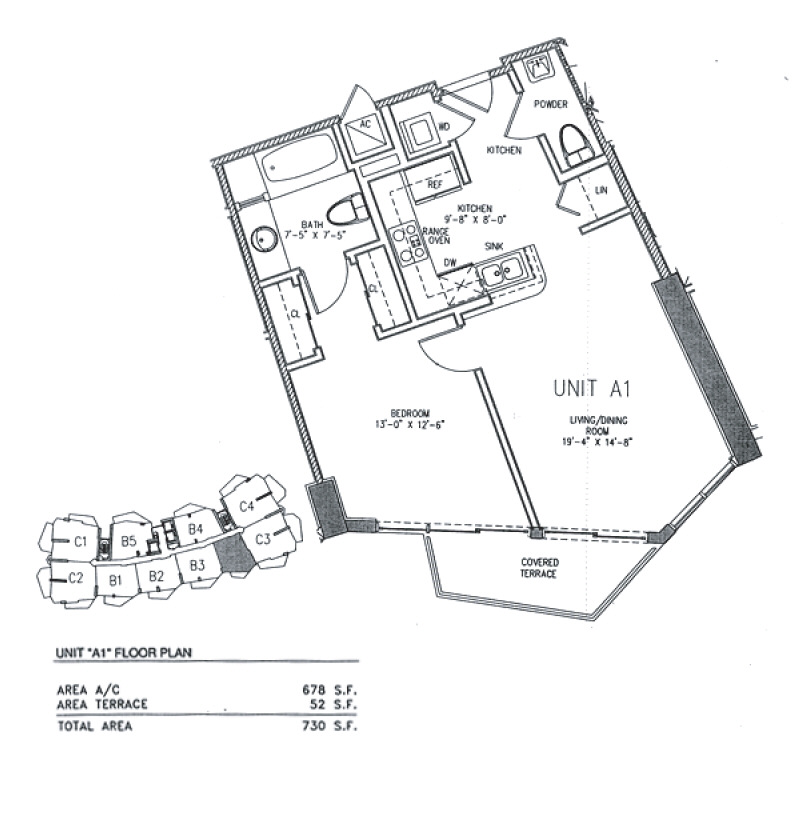 POWDER
AC
WD
KITCHEN
LIN
REF
KITCHEN
9'-8" X 8'-0"
BATH
7'-5" X 7'-5"
RANGE
OVEN
SINK
DW
CL
CL
UNIT A1
BEDROOM
13'-0" X 12'-6"
LIVING/DINING
ROOM
19'-4" X 14'-8"
COVERED
TERRACE
C1
B5
B4
C4
C3
C2
B1
B2
B3
UNIT "A1" FLOOR PLAN
AREA A/C 678 S.F.
AREA TERRACE 52 S.F.
TOTAL AREA 730 S.F.